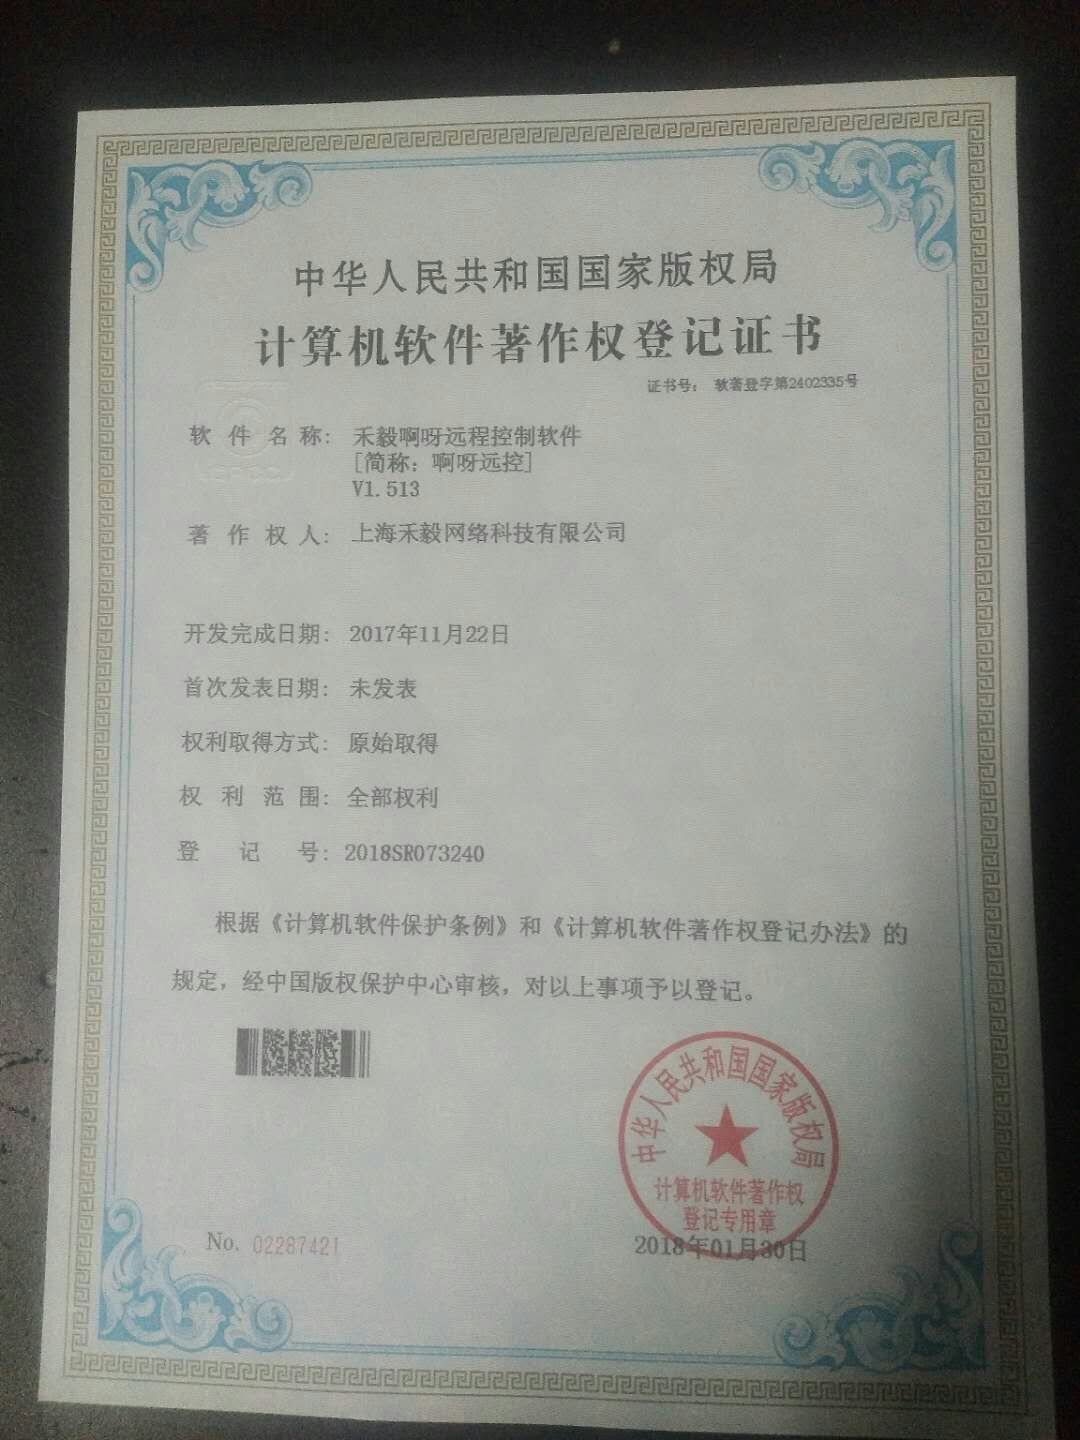 中华人民共和国国家版权局
计算机软件著作权登记证书
证书号： 软著登字第2402335号
软件名称： 禾毅啊呀远程控制软件
[简称：啊呀远控]
V1.513
著作权人： 上海禾毅网络科技有限公司
开发完成日期： 2017年11月22日
首次发表日期： 未发表
权利取得方式： 原始取得
权利范围： 全部权利
登记号： 2018SR073240
根据《计算机软件保护条例》和《计算机软件著作权登记办法》的
规定，经中国版权保护中心审核，对以上事项予以登记。
中华人民共和国国家版权局
计算机软件著作权
登记专用章
No. 02287421
2018年01月30日